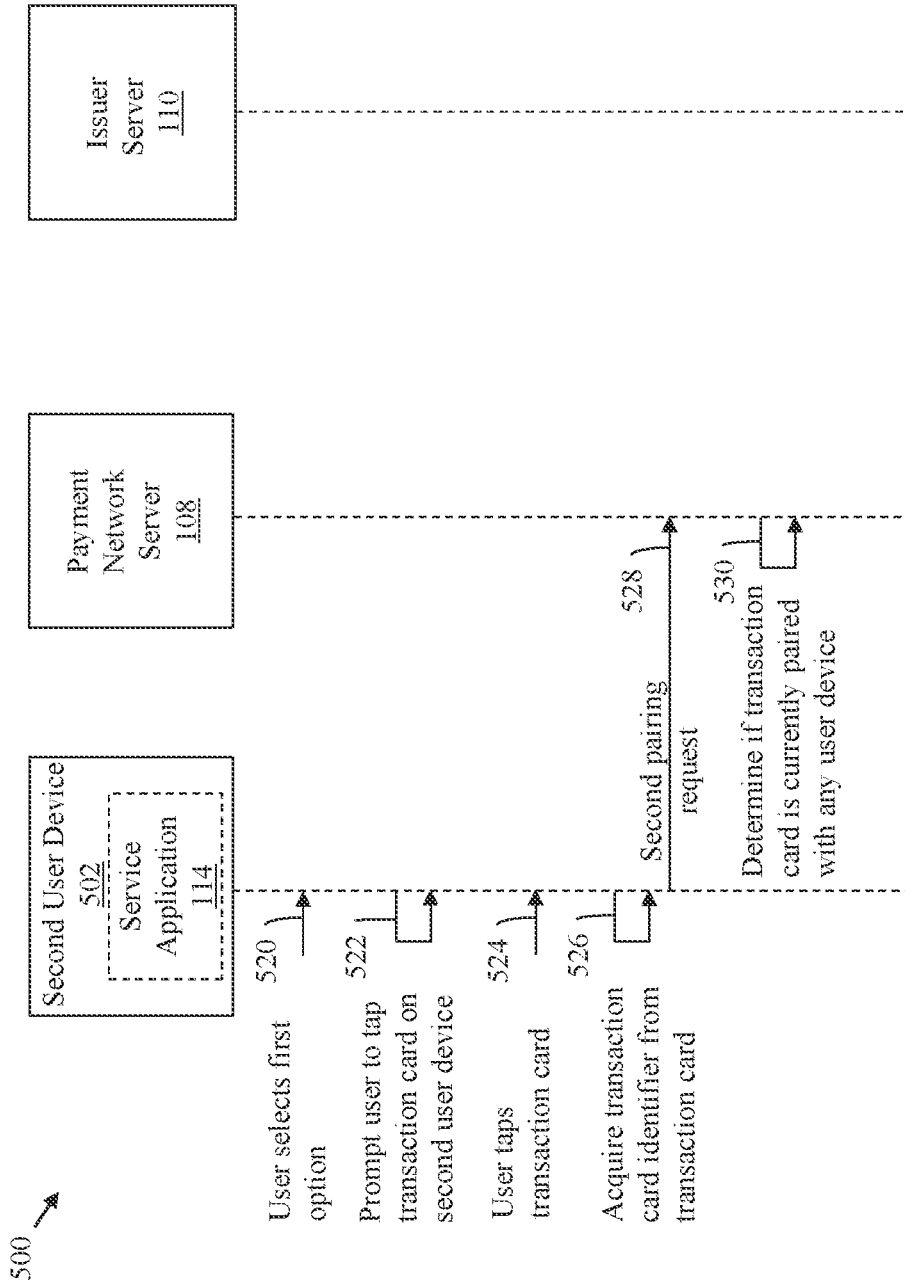 500
Second User Device
502
Service
Application
114
Payment
Network
Server
108
Issuer
Server
110
User selects first
option
520
Prompt user to tap
transaction card on
second user device
522
User taps
transaction card
524
Acquire transaction
card identifier from
transaction card
526
Second pairing
request
528
Determine if transaction
card is currently paired
with any user device
530